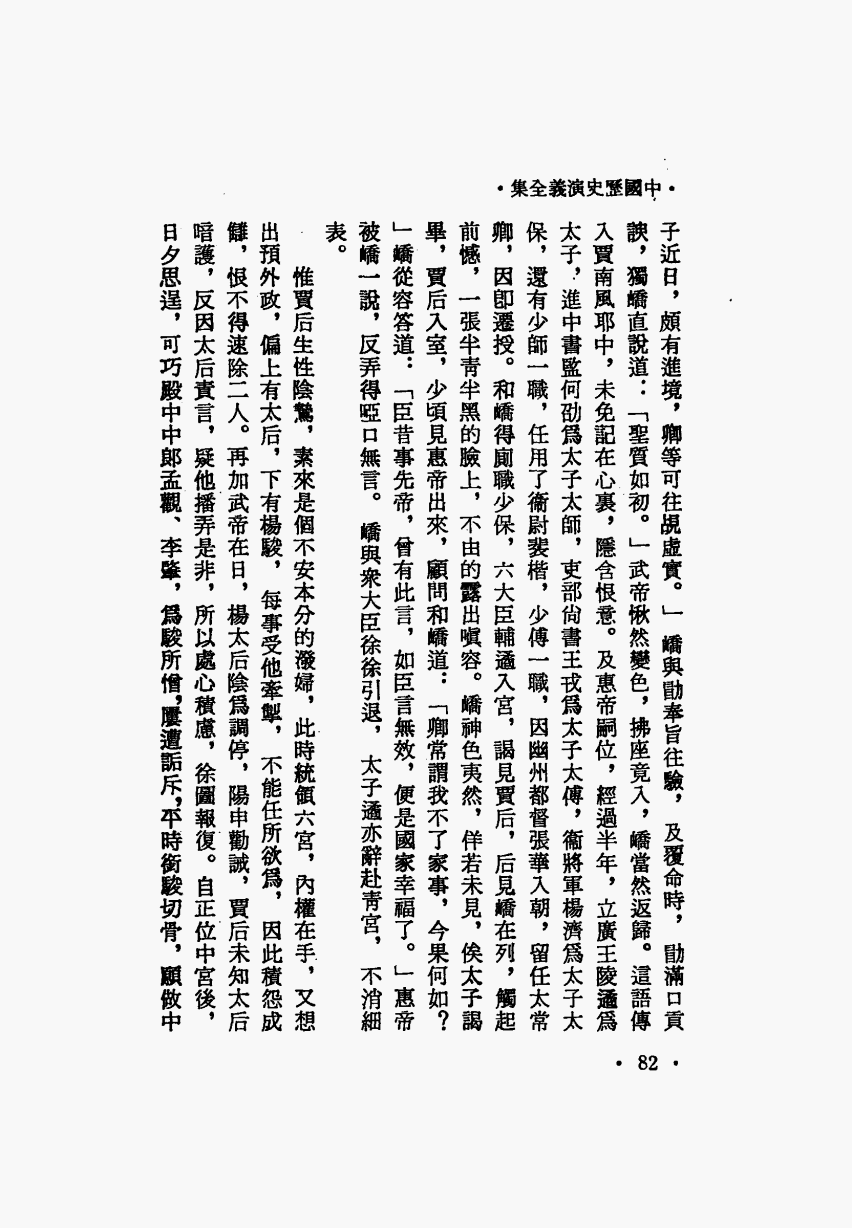 •中國歷史演義全集•
子近日，頗有進境，卿等可往覘虛實。」嶠與勖奉旨往驗，及覆命時，勖滿口貢
諛，獨嶠直說道：「聖質如初。」武帝愀然變色，拂座竟入，嶠當然返歸。這語傳
入賈南風耶中，未免記在心裏，隱含恨意。及惠帝嗣位，經過半年，立廣王陵遹爲
太子，進中書監何劭爲太子太師，吏部尚書王戎爲太子太傅，衞將軍楊濟爲太子太
保，還有少師一職，任用了衞尉裴楷，少傅一職，因幽州都督張華入朝，留任太常
卿，因卽遷授。和嶠得廁職少保，六大臣輔遹入宮，謁見賈后，后見嶠在列，觸起
前憾，一張半靑半黑的臉上，不由的露出嗔容。嶠神色夷然，佯若未見，俟太子謁
畢，賈后入室，少頃見惠帝出來，顧問和嶠道：「卿常謂我不了家事，今果何如？
」嶠從容答道：「臣昔事先帝，曾有此言，如臣言無效，便是國家幸福了。」惠帝
被嶠一說，反弄得啞口無言。嶠與衆大臣徐徐引退，太子遹亦辭赴靑宮，不消細
表。
惟賈后生性陰鷙，素來是個不安本分的潑婦，此時統領六宮，內權在手，又想
出預外政，偏上有太后，下有楊駿，每事受他牽掣，不能任所欲爲，因此積怨成
讎，恨不得速除二人。再加武帝在日，楊太后陰爲調停，陽申勸誡，賈后未知太后
喑護，反因太后責言，疑他播弄是非，所以處心積慮，徐圖報復。自正位中宮後，
日夕思逞，可巧殿中中郎孟觀、李肇，爲駿所憎，屢遭詬斥，平時銜駿切骨，願做中
• 82 •